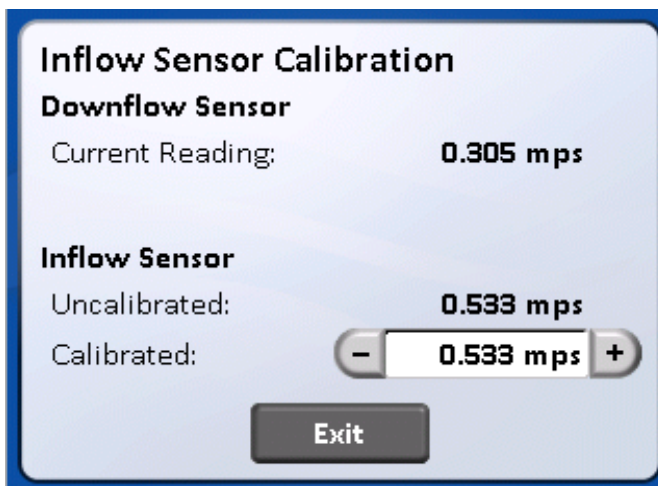 Inflow Sensor Calibration
Downflow Sensor
Current Reading: 0.305 mps
Inflow Sensor
Uncalibrated: 0.533 mps
Calibrated: - 0.533 mps +
Exit